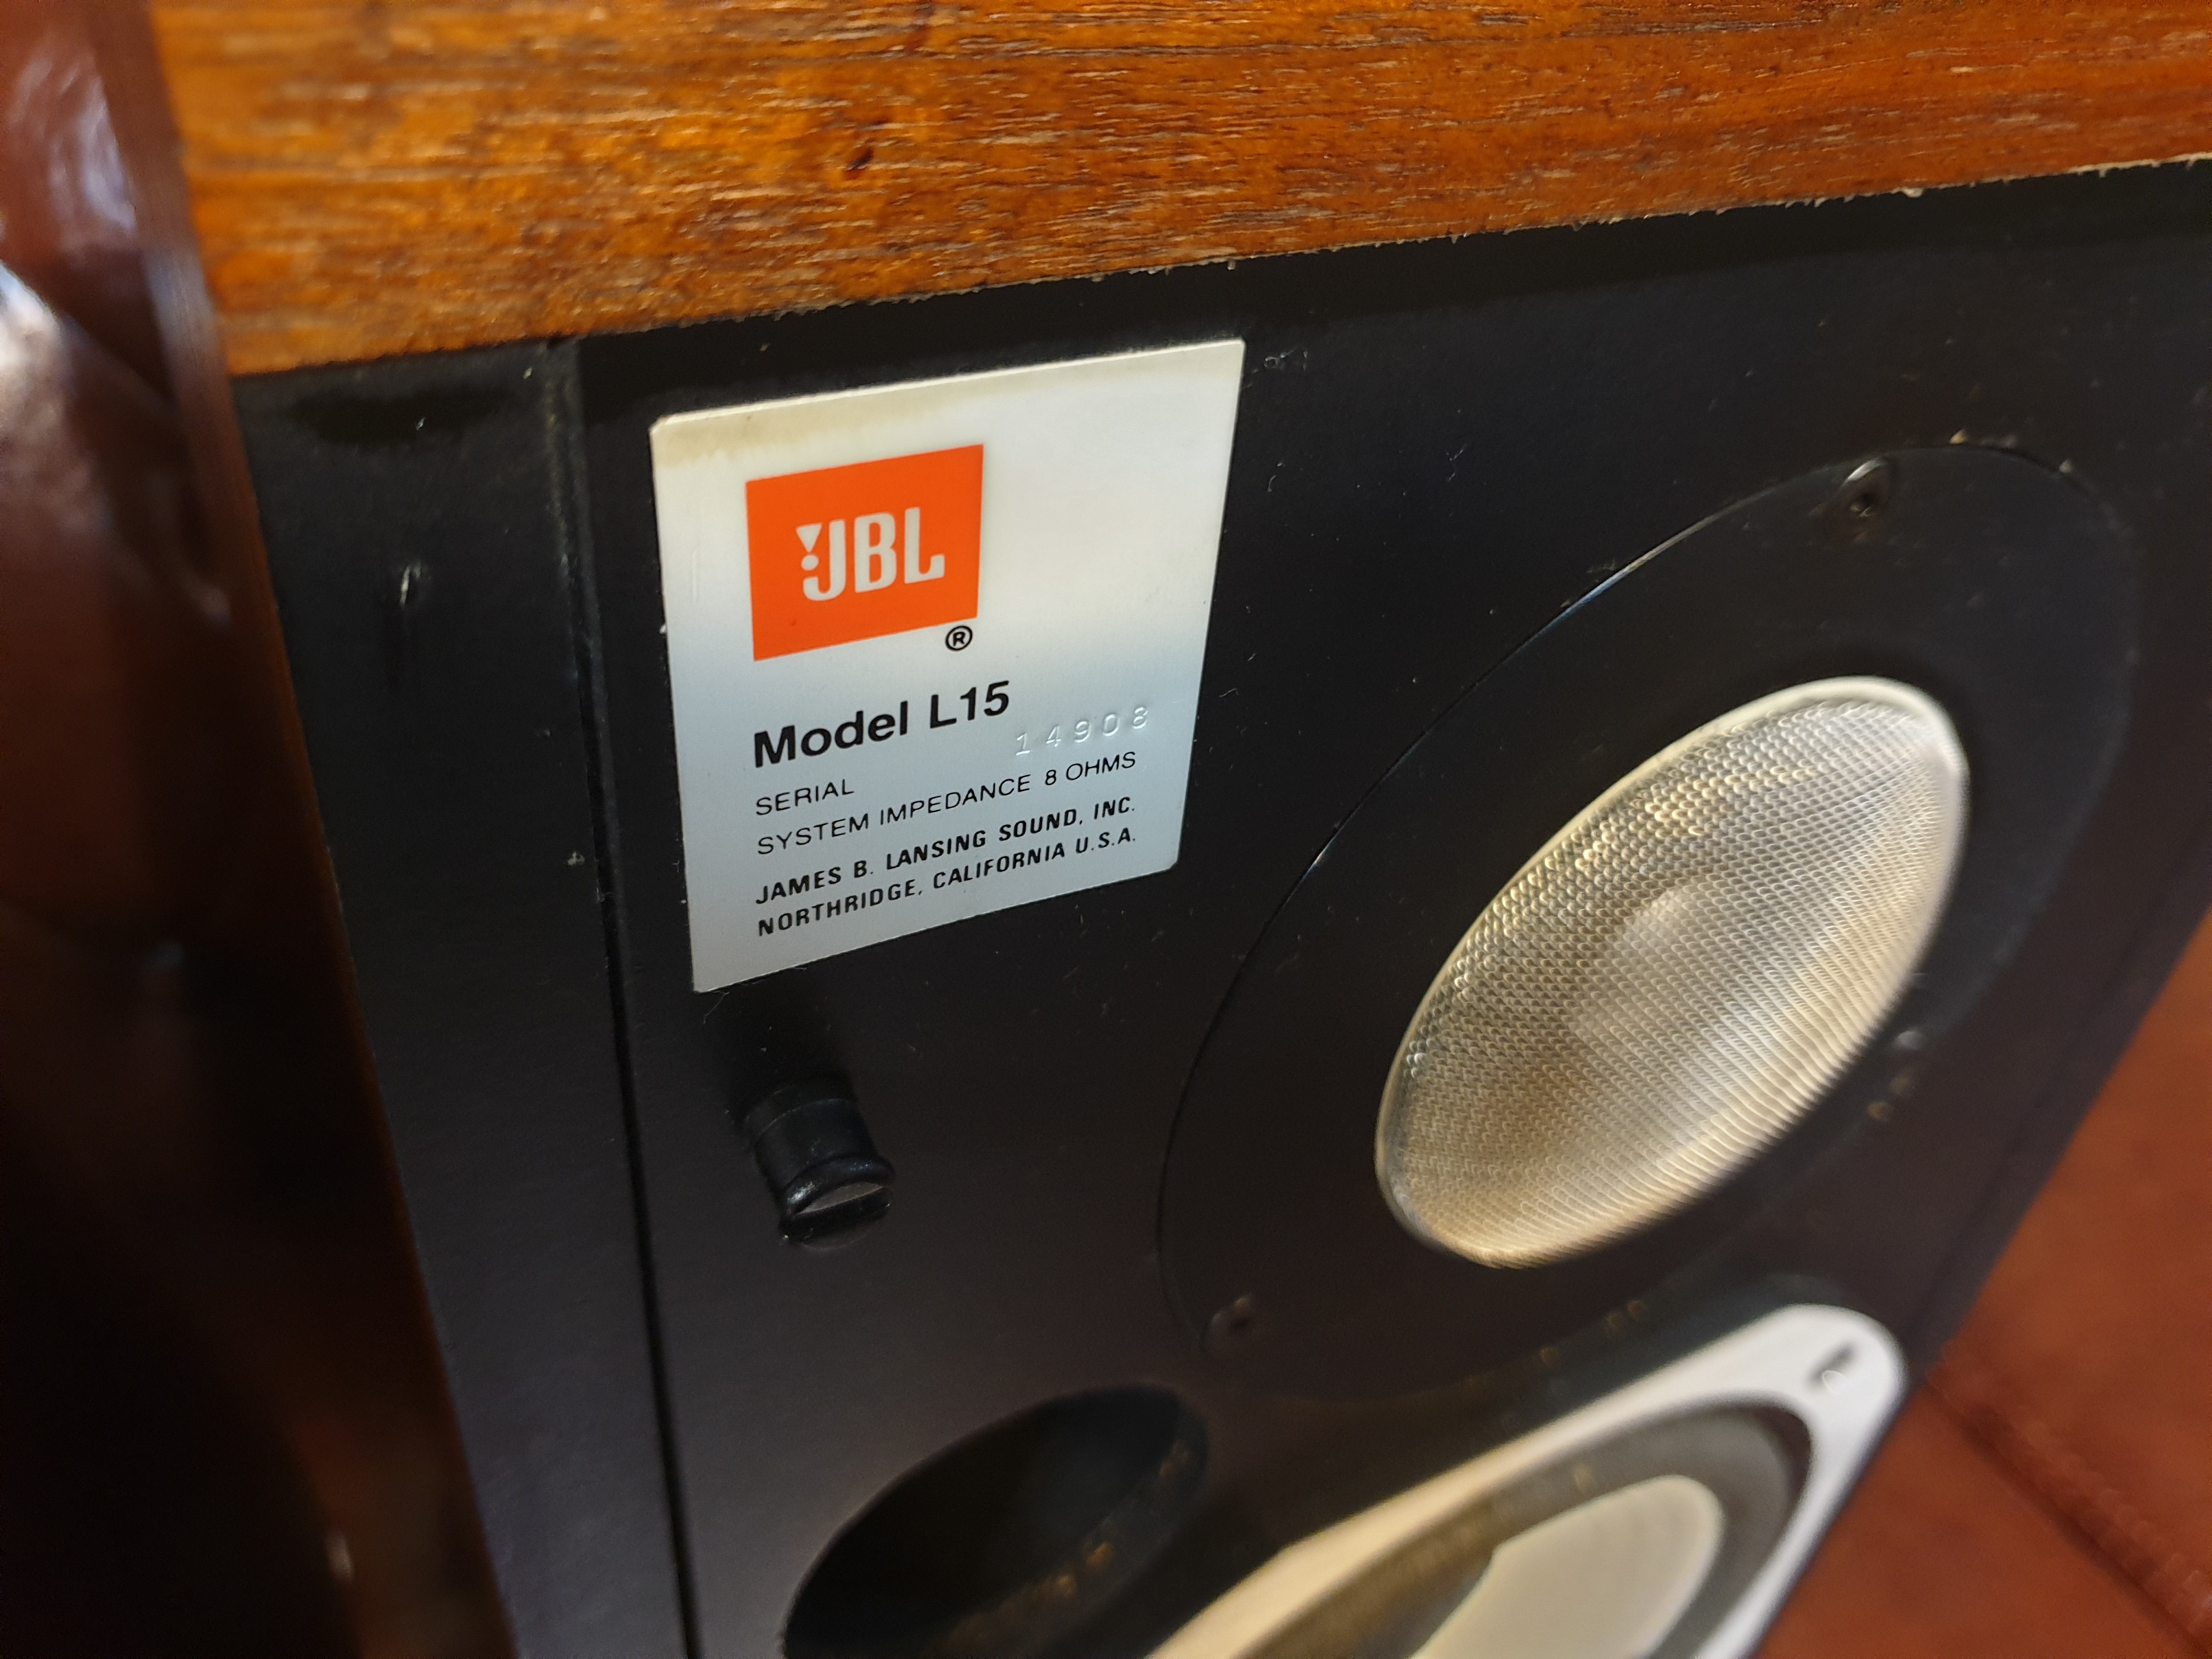 JBL
®
Model L15
14908
SERIAL
SYSTEM IMPEDANCE 8 OHMS
JAMES B. LANSING SOUND, INC.
NORTHRIDGE, CALIFORNIA U.S.A.